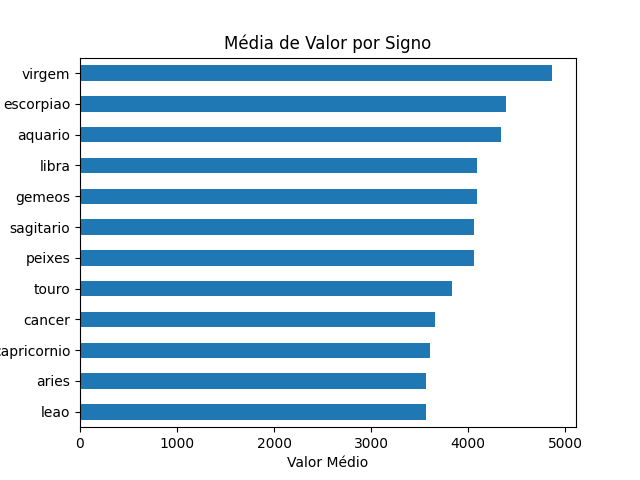 Média de Valor por Signo
virgem
escorpiao
aquario
libra
gemeos
sagitario
peixes
touro
cancer
capricornio
aries
leao
0 1000 2000 3000 4000 5000
Valor Médio